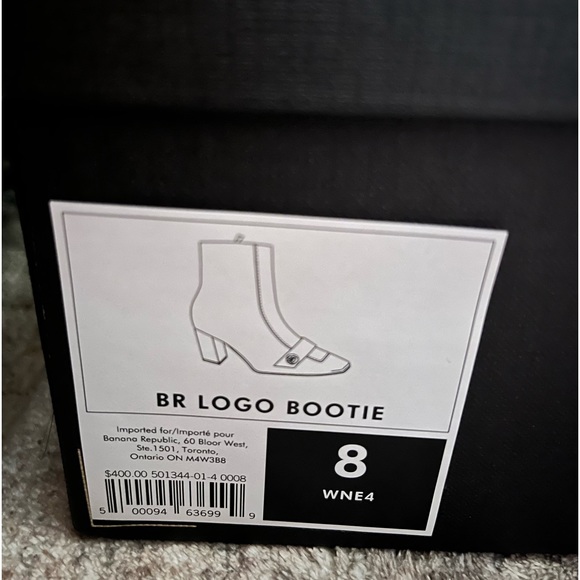 BR LOGO BOOTIE
Imported for/Importé pour
Banana Republic, 60 Bloor West,
Ste.1501, Toronto,
Ontario ON M4W3B8
$400.00 501344-01-4 0008
5 00094 63699 9
8
WNE4